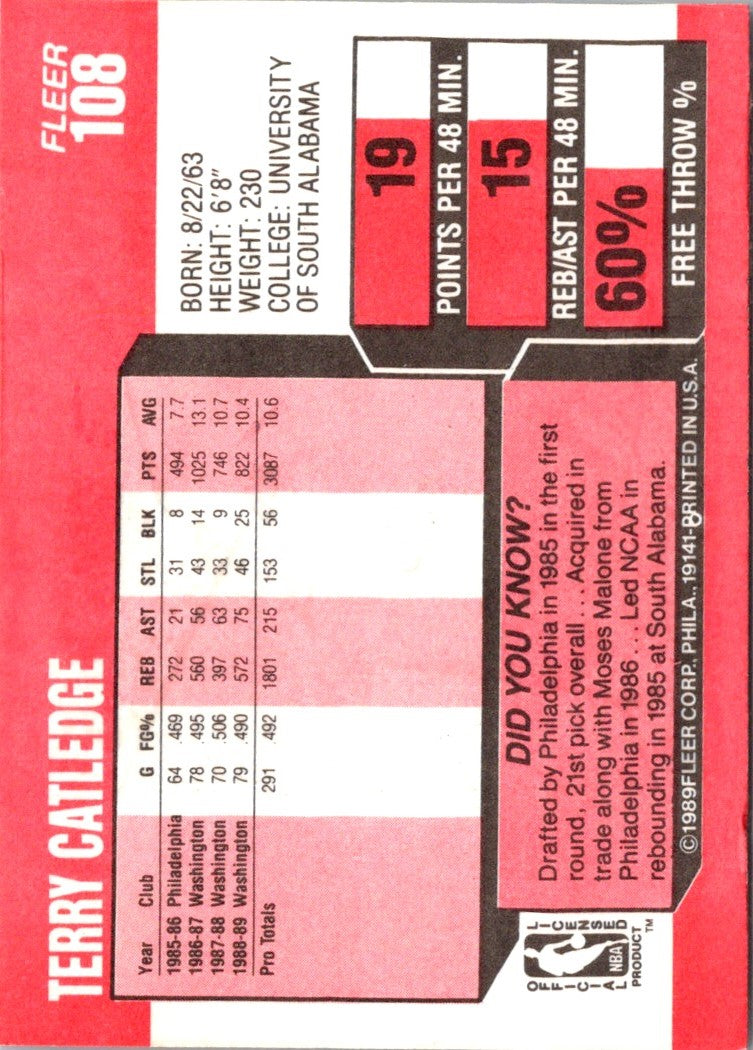 TERRY CATLEDGE
FLEER
108
Year Club G FG% REB AST STL BLK PTS AVG
1985-86 Philadelphia 64 .469 272 21 31 8 494 7.7
1986-87 Washington 78 .495 560 56 43 14 1025 13.1
1987-88 Washington 70 .506 397 63 33 9 746 10.7
1988-89 Washington 79 .490 572 75 46 25 822 10.4
Pro Totals 291 .492 1801 215 153 56 3087 10.6
BORN: 8/22/63
HEIGHT: 6'8"
WEIGHT: 230
COLLEGE: UNIVERSITY
OF SOUTH ALABAMA
19
POINTS PER 48 MIN.
15
REB/AST PER 48 MIN.
60%
FREE THROW %
DID YOU KNOW?
Drafted by Philadelphia in 1985 in the first
round, 21st pick overall . . . Acquired in
trade along with Moses Malone from
Philadelphia in 1986 . . . Led NCAA in
rebounding in 1985 at South Alabama.
OFFICIAL LICENSED
NBA
PRODUCT™
©1989 FLEER CORP., PHILA., 19141-PRINTED IN U.S.A.